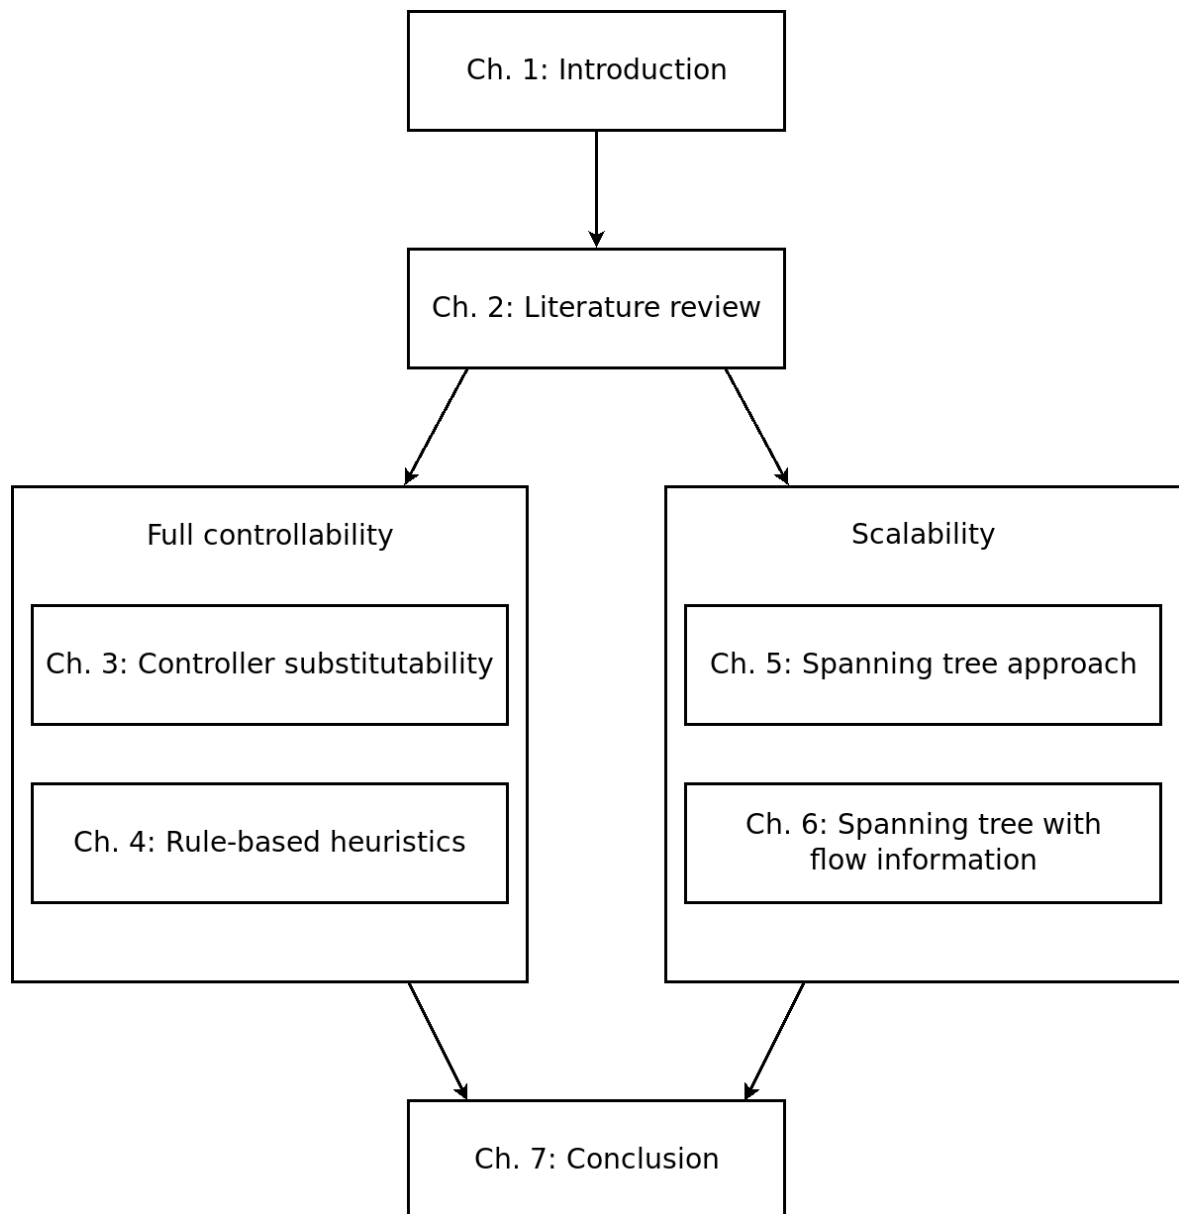 Ch. 1: Introduction
Ch. 2: Literature review
Full controllability
Ch. 3: Controller substitutability
Ch. 4: Rule-based heuristics
Scalability
Ch. 5: Spanning tree approach
Ch. 6: Spanning tree with
flow information
Ch. 7: Conclusion